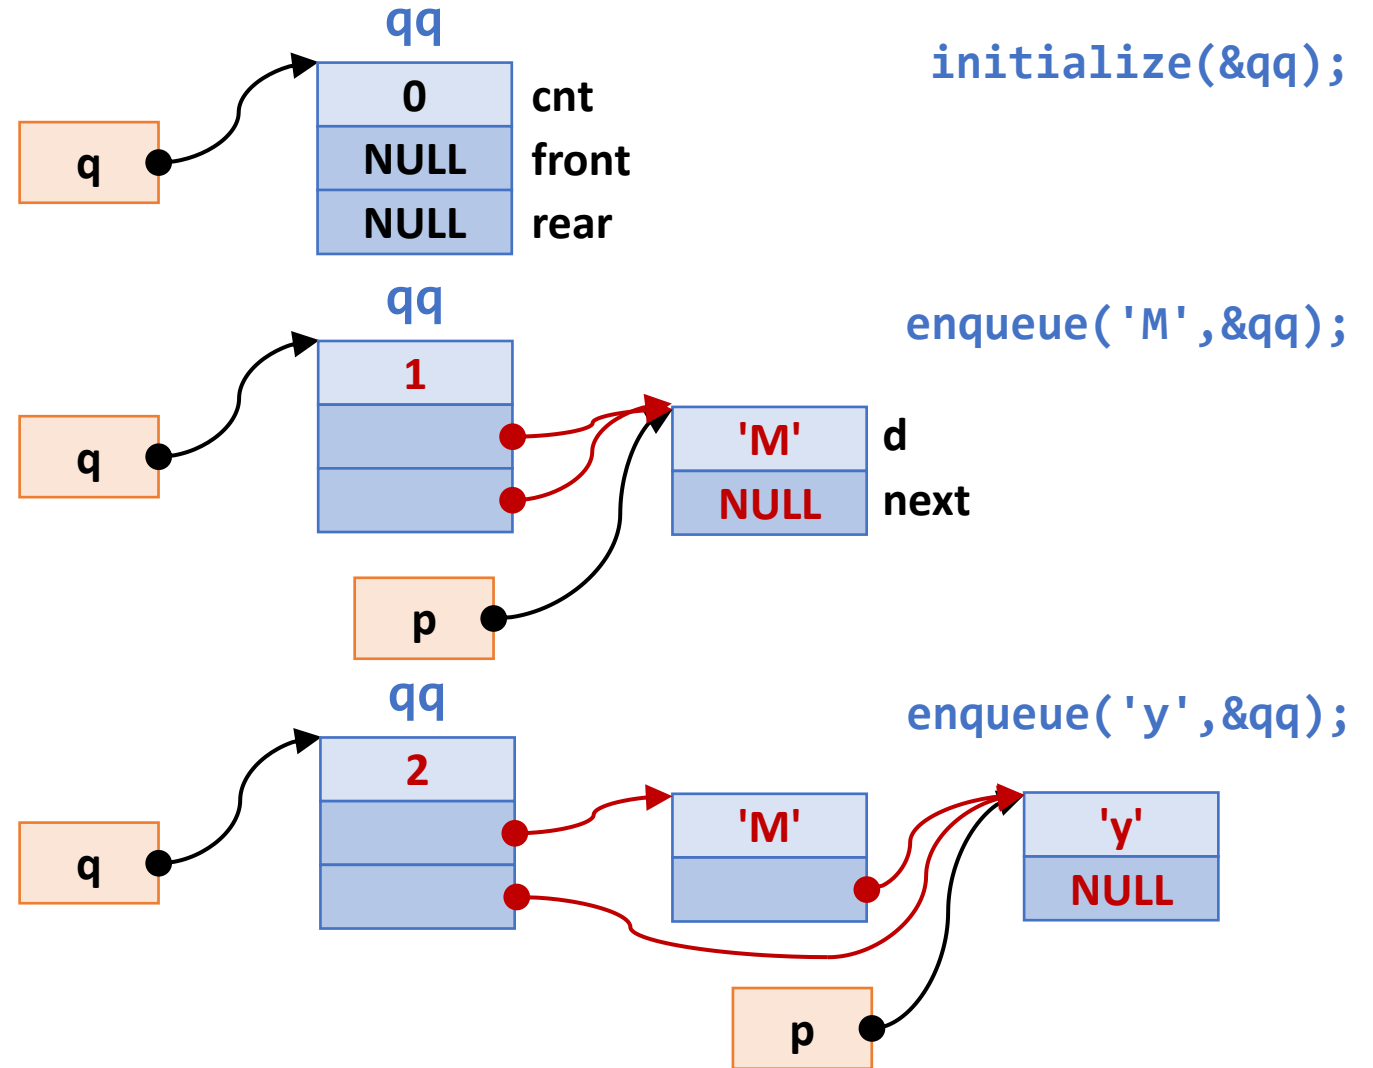 qq
initialize(&qq);
0 cnt
q
NULL front
NULL rear
qq
enqueue('M',&qq);
1
q
'M' d
NULL next
p
qq
enqueue('y',&qq);
2
'M'
'y'
q
NULL
p